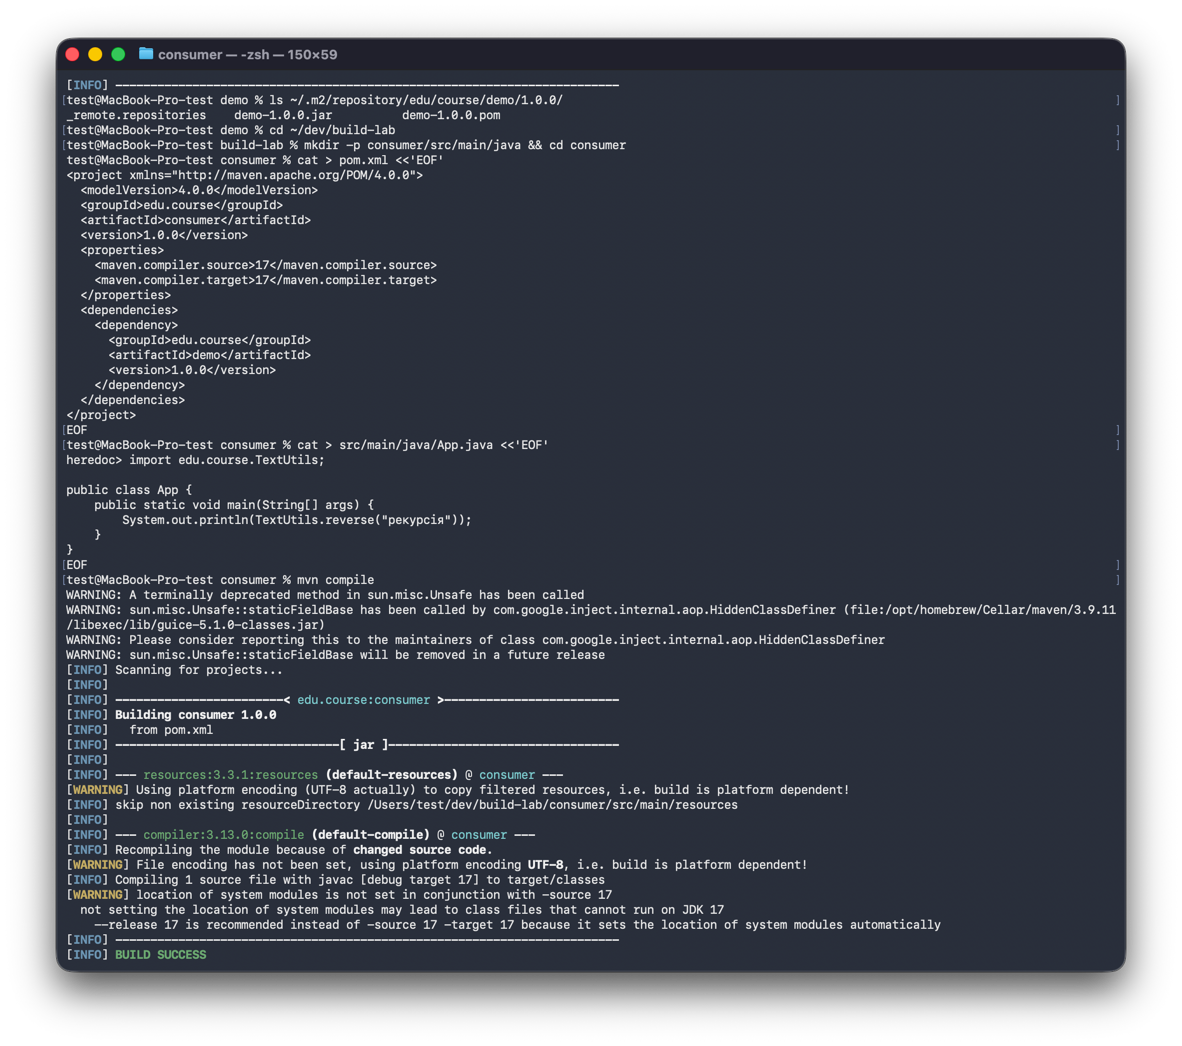 consumer — -zsh — 150×59
[INFO] ------------------------------------------------------------------------
[test@MacBook-Pro-test demo % ls ~/.m2/repository/edu/course/demo/1.0.0/ ]
_remote.repositories    demo-1.0.0.jar          demo-1.0.0.pom
[test@MacBook-Pro-test demo % cd ~/dev/build-lab ]
[test@MacBook-Pro-test build-lab % mkdir -p consumer/src/main/java && cd consumer ]
test@MacBook-Pro-test consumer % cat > pom.xml <<'EOF'
<project xmlns="http://maven.apache.org/POM/4.0.0">
  <modelVersion>4.0.0</modelVersion>
  <groupId>edu.course</groupId>
  <artifactId>consumer</artifactId>
  <version>1.0.0</version>
  <properties>
    <maven.compiler.source>17</maven.compiler.source>
    <maven.compiler.target>17</maven.compiler.target>
  </properties>
  <dependencies>
    <dependency>
      <groupId>edu.course</groupId>
      <artifactId>demo</artifactId>
      <version>1.0.0</version>
    </dependency>
  </dependencies>
</project>
[EOF ]
[test@MacBook-Pro-test consumer % cat > src/main/java/App.java <<'EOF' ]
heredoc> import edu.course.TextUtils;

public class App {
    public static void main(String[] args) {
        System.out.println(TextUtils.reverse("рекурсія"));
    }
}
[EOF ]
[test@MacBook-Pro-test consumer % mvn compile ]
WARNING: A terminally deprecated method in sun.misc.Unsafe has been called
WARNING: sun.misc.Unsafe::staticFieldBase has been called by com.google.inject.internal.aop.HiddenClassDefiner (file:/opt/homebrew/Cellar/maven/3.9.11
/libexec/lib/guice-5.1.0-classes.jar)
WARNING: Please consider reporting this to the maintainers of class com.google.inject.internal.aop.HiddenClassDefiner
WARNING: sun.misc.Unsafe::staticFieldBase will be removed in a future release
[INFO] Scanning for projects...
[INFO]
[INFO] ------------------------< edu.course:consumer >-------------------------
[INFO] Building consumer 1.0.0
[INFO]   from pom.xml
[INFO] --------------------------------[ jar ]---------------------------------
[INFO]
[INFO] --- resources:3.3.1:resources (default-resources) @ consumer ---
[WARNING] Using platform encoding (UTF-8 actually) to copy filtered resources, i.e. build is platform dependent!
[INFO] skip non existing resourceDirectory /Users/test/dev/build-lab/consumer/src/main/resources
[INFO]
[INFO] --- compiler:3.13.0:compile (default-compile) @ consumer ---
[INFO] Recompiling the module because of changed source code.
[WARNING] File encoding has not been set, using platform encoding UTF-8, i.e. build is platform dependent!
[INFO] Compiling 1 source file with javac [debug target 17] to target/classes
[WARNING] location of system modules is not set in conjunction with -source 17
  not setting the location of system modules may lead to class files that cannot run on JDK 17
    --release 17 is recommended instead of -source 17 -target 17 because it sets the location of system modules automatically
[INFO] ------------------------------------------------------------------------
[INFO] BUILD SUCCESS